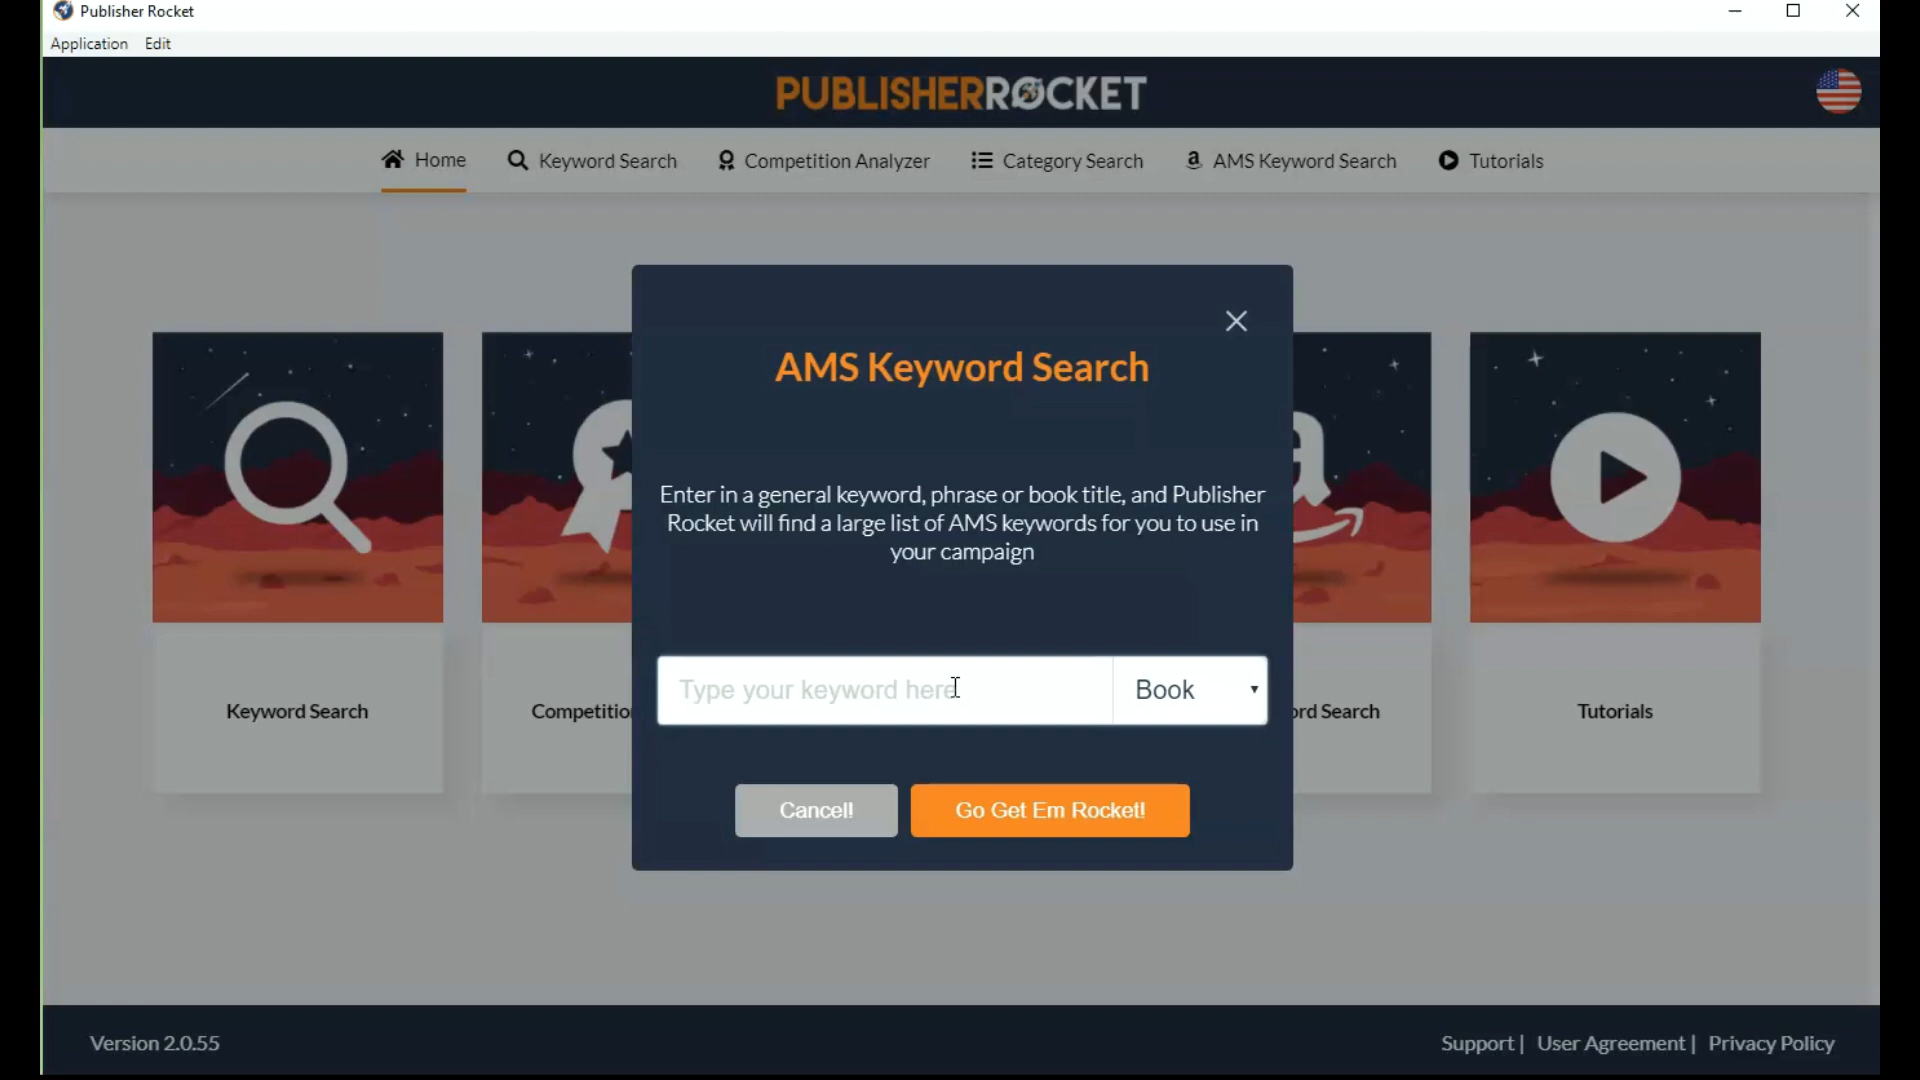 Publisher Rocket
Application Edit
PUBLISHERROCKET
Home Keyword Search Competition Analyzer Category Search AMS Keyword Search Tutorials
AMS Keyword Search
Enter in a general keyword, phrase or book title, and Publisher
Rocket will find a large list of AMS keywords for you to use in
your campaign
Type your keyword here Book
Keyword Search Competitio ord Search Tutorials
Cancel! Go Get Em Rocket!
Version 2.0.55 Support | User Agreement | Privacy Policy